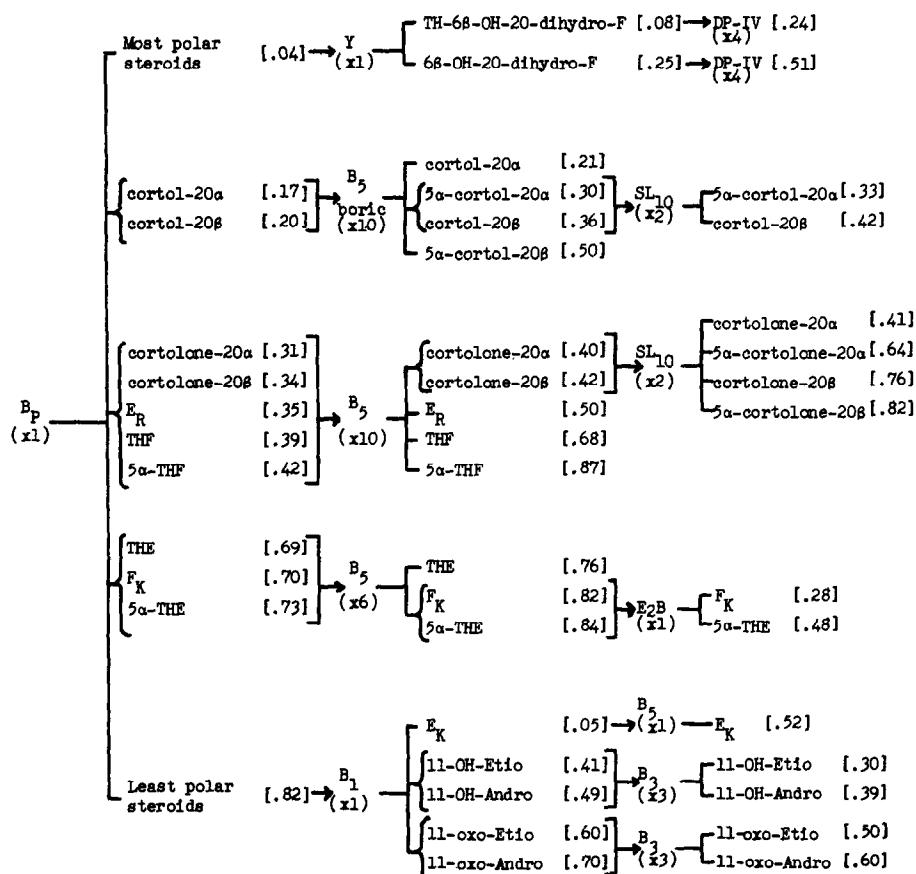 TH-6β-OH-20-dihydro-F [.08] DP-IV [.24]
(x4)
Most polar steroids [.04] Y
(x1)
6β-OH-20-dihydro-F [.25] DP-IV [.51]
(x4)
cortol-20α [.21]
cortol-20α [.17] B5 5α-cortol-20α [.30] SL10 5α-cortol-20α [.33]
boric
cortol-20β [.20] (x10) cortol-20β [.36] (x2) cortol-20β [.42]
5α-cortol-20β [.50]
cortolone-20α [.41]
cortolone-20α [.31] cortolone-20α [.40] SL10 5α-cortolone-20α [.64]
cortolone-20β [.34] cortolone-20β [.42] (x2) cortolone-20β [.76]
BP ER [.35] B5 ER [.50] 5α-cortolone-20β [.82]
(x1) THF [.39] (x10) THF [.68]
5α-THF [.42] 5α-THF [.87]
THE [.69] THE [.76]
FK [.70] B5 FK [.82] E2B FK [.28]
5α-THE [.73] (x6) 5α-THE [.84] (x1) 5α-THE [.48]
EK [.05] B5 EK [.52]
(x1)
11-OH-Etio [.41] B3 11-OH-Etio [.30]
Least polar steroids [.82] B1 11-OH-Andro [.49] (x3) 11-OH-Andro [.39]
(x1)
11-oxo-Etio [.60] B3 11-oxo-Etio [.50]
11-oxo-Andro [.70] (x3) 11-oxo-Andro [.60]